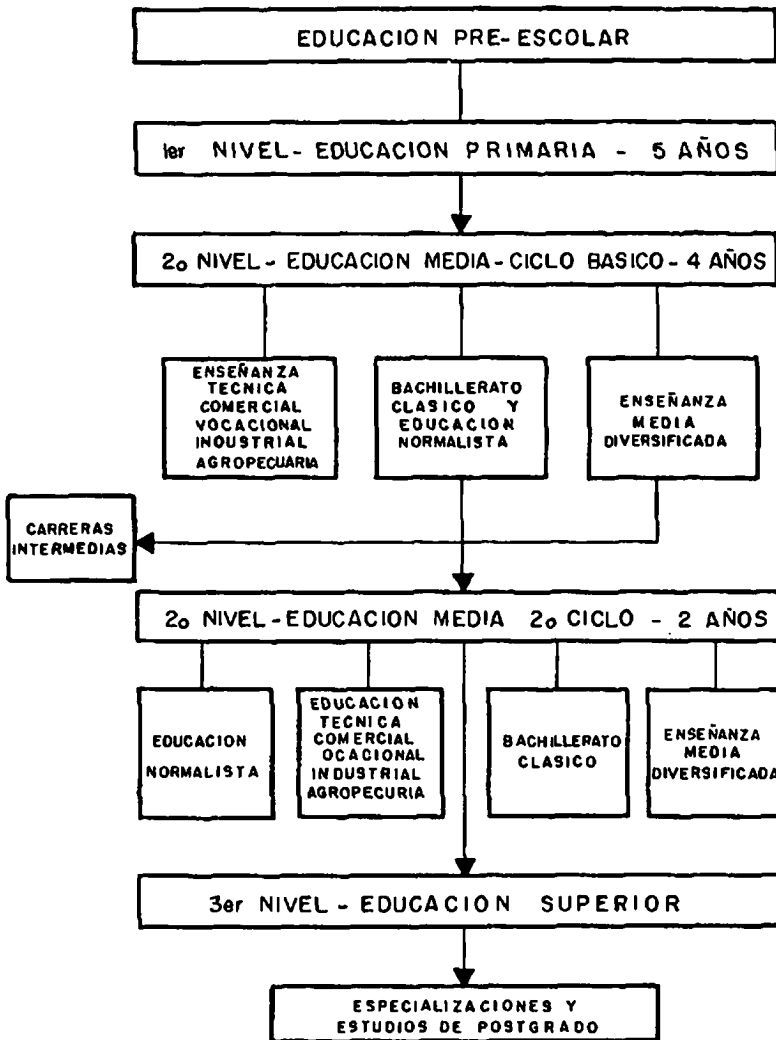 EDUCACION PRE-ESCOLAR
1er NIVEL - EDUCACION PRIMARIA - 5 AÑOS
2o NIVEL - EDUCACION MEDIA - CICLO BASICO - 4 AÑOS
ENSEÑANZA
TECNICA
COMERCIAL
VOCACIONAL
INDUSTRIAL
AGROPECUARIA
BACHILLERATO
CLASICO Y
EDUCACION
NORMALISTA
ENSEÑANZA
MEDIA
DIVERSIFICADA
CARRERAS
INTERMEDIAS
2o NIVEL - EDUCACION MEDIA 2o CICLO - 2 AÑOS
EDUCACION
NORMALISTA
EDUCACION
TECNICA
COMERCIAL
OCACIONAL
INDUSTRIAL
AGROPECURIA
BACHILLERATO
CLASICO
ENSEÑANZA
MEDIA
DIVERSIFICADA
3er NIVEL - EDUCACION SUPERIOR
ESPECIALIZACIONES Y
ESTUDIOS DE POSTGRADO